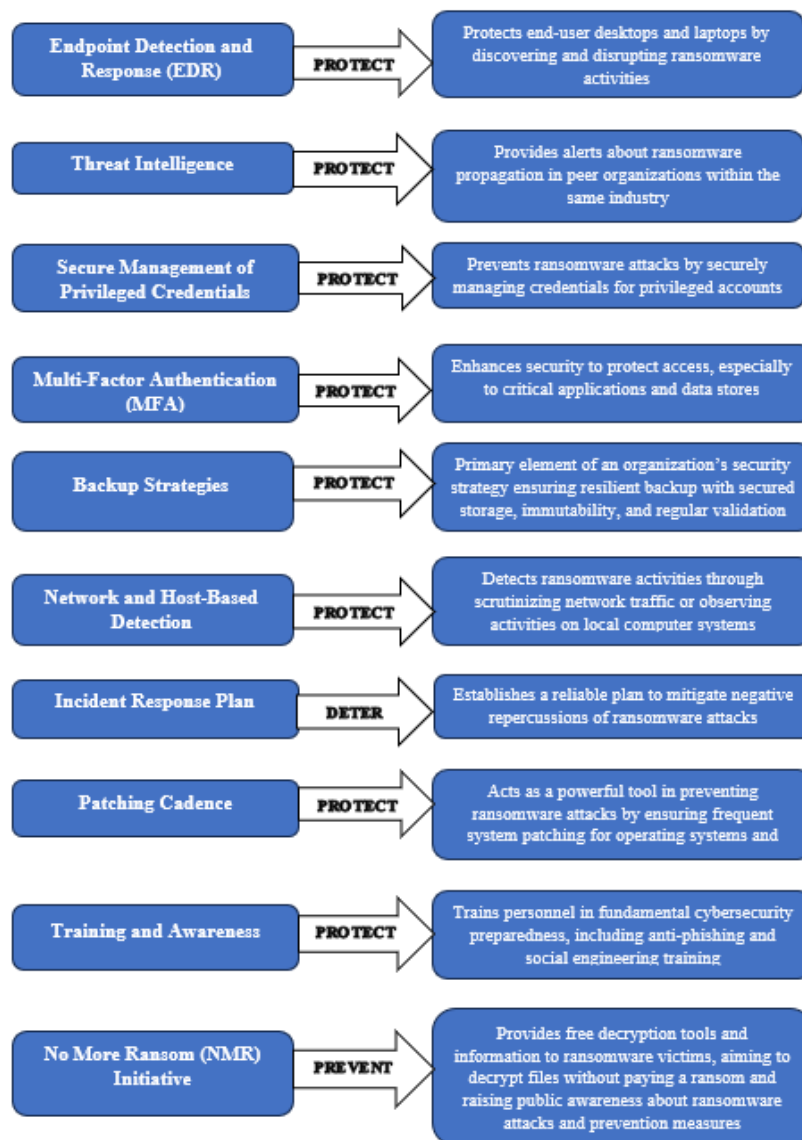 Endpoint Detection and
Response (EDR)
PROTECT
Protects end-user desktops and laptops by
discovering and disrupting ransomware
activities
Threat Intelligence
PROTECT
Provides alerts about ransomware
propagation in peer organizations within the
same industry
Secure Management of
Privileged Credentials
PROTECT
Prevents ransomware attacks by securely
managing credentials for privileged accounts
Multi-Factor Authentication
(MFA)
PROTECT
Enhances security to protect access, especially
to critical applications and data stores
Backup Strategies
PROTECT
Primary element of an organization’s security
strategy ensuring resilient backup with secured
storage, immutability, and regular validation
Network and Host-Based
Detection
PROTECT
Detects ransomware activities through
scrutinizing network traffic or observing
activities on local computer systems
Incident Response Plan
DETER
Establishes a reliable plan to mitigate negative
repercussions of ransomware attacks
Patching Cadence
PROTECT
Acts as a powerful tool in preventing
ransomware attacks by ensuring frequent
system patching for operating systems and
Training and Awareness
PROTECT
Trains personnel in fundamental cybersecurity
preparedness, including anti-phishing and
social engineering training
No More Ransom (NMR)
Initiative
PREVENT
Provides free decryption tools and
information to ransomware victims, aiming to
decrypt files without paying a ransom and
raising public awareness about ransomware
attacks and prevention measures